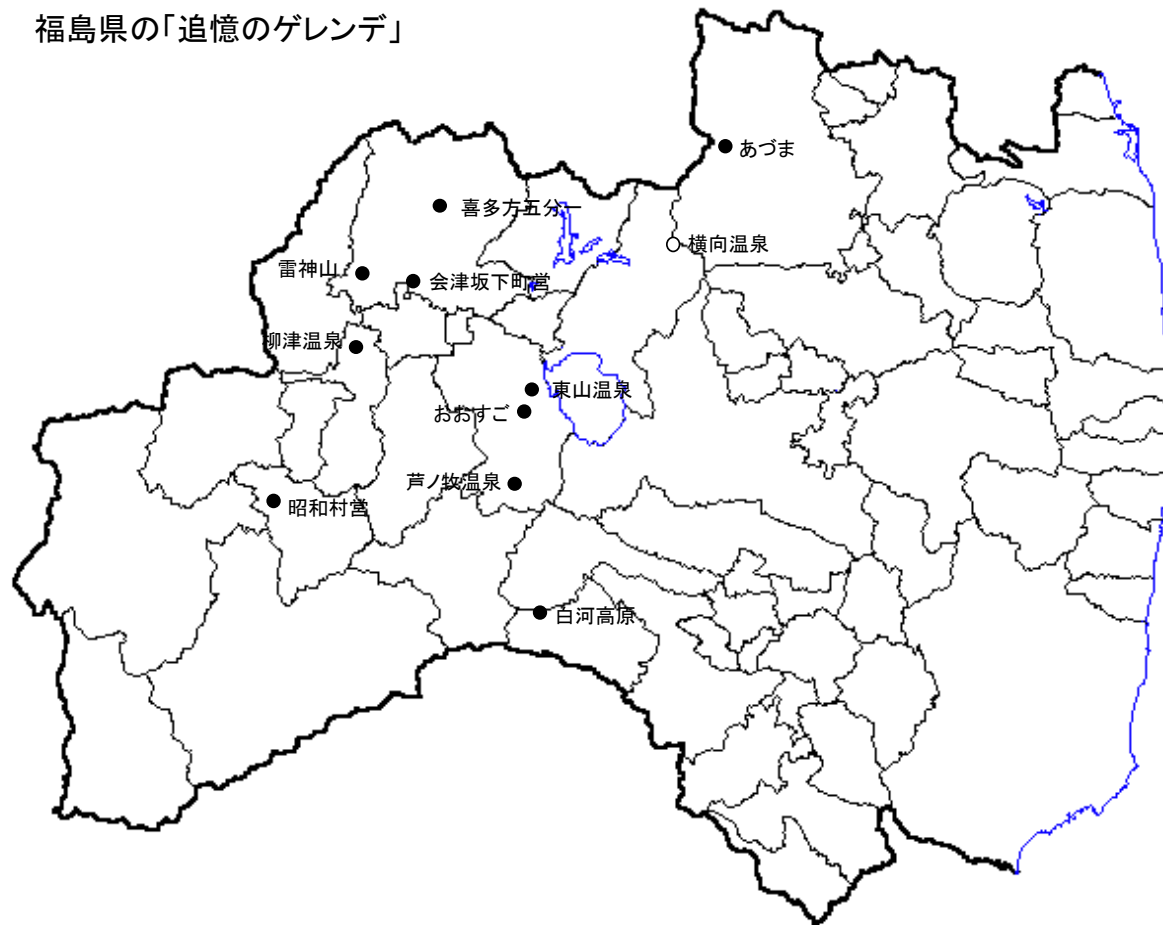 福島県の「追憶のゲレンデ」
あづま
喜多方五分一
横向温泉
雷神山
会津坂下町営
柳津温泉
東山温泉
おおすご
芦ノ牧温泉
昭和村営
白河高原